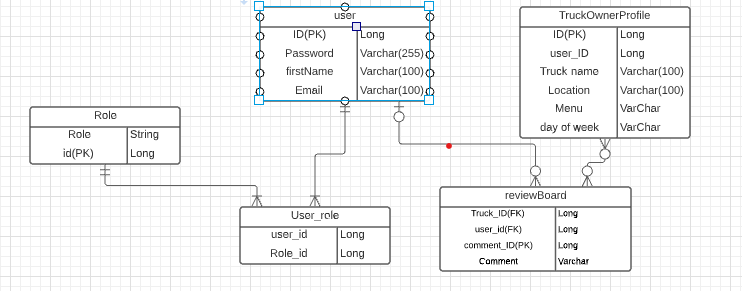 user
ID(PK) Long
Password Varchar(255)
firstName Varchar(100)
Email Varchar(100)
TruckOwnerProfile
ID(PK) Long
user_ID Long
Truck name Varchar(100)
Location Varchar(100)
Menu VarChar
day of week VarChar
Role
Role String
id(PK) Long
User_role
user_id Long
Role_id Long
reviewBoard
Truck_ID(FK) Long
user_id(FK) Long
comment_ID(PK) Long
Comment Varchar